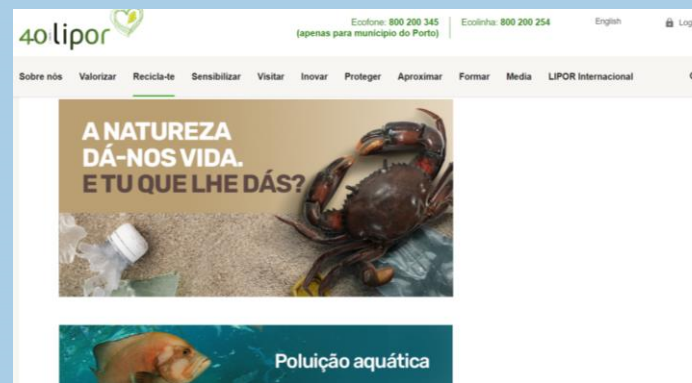 40 lipor
Ecofone: 800 200 345
(apenas para município do Porto)
Ecolinha: 800 200 254
English
Log
Sobre nós Valorizar Recicla-te Sensibilizar Visitar Inovar Proteger Aproximar Formar Media LIPOR Internacional
A NATUREZA
DÁ-NOS VIDA.
E TU QUE LHE DÁS?
Poluição aquática